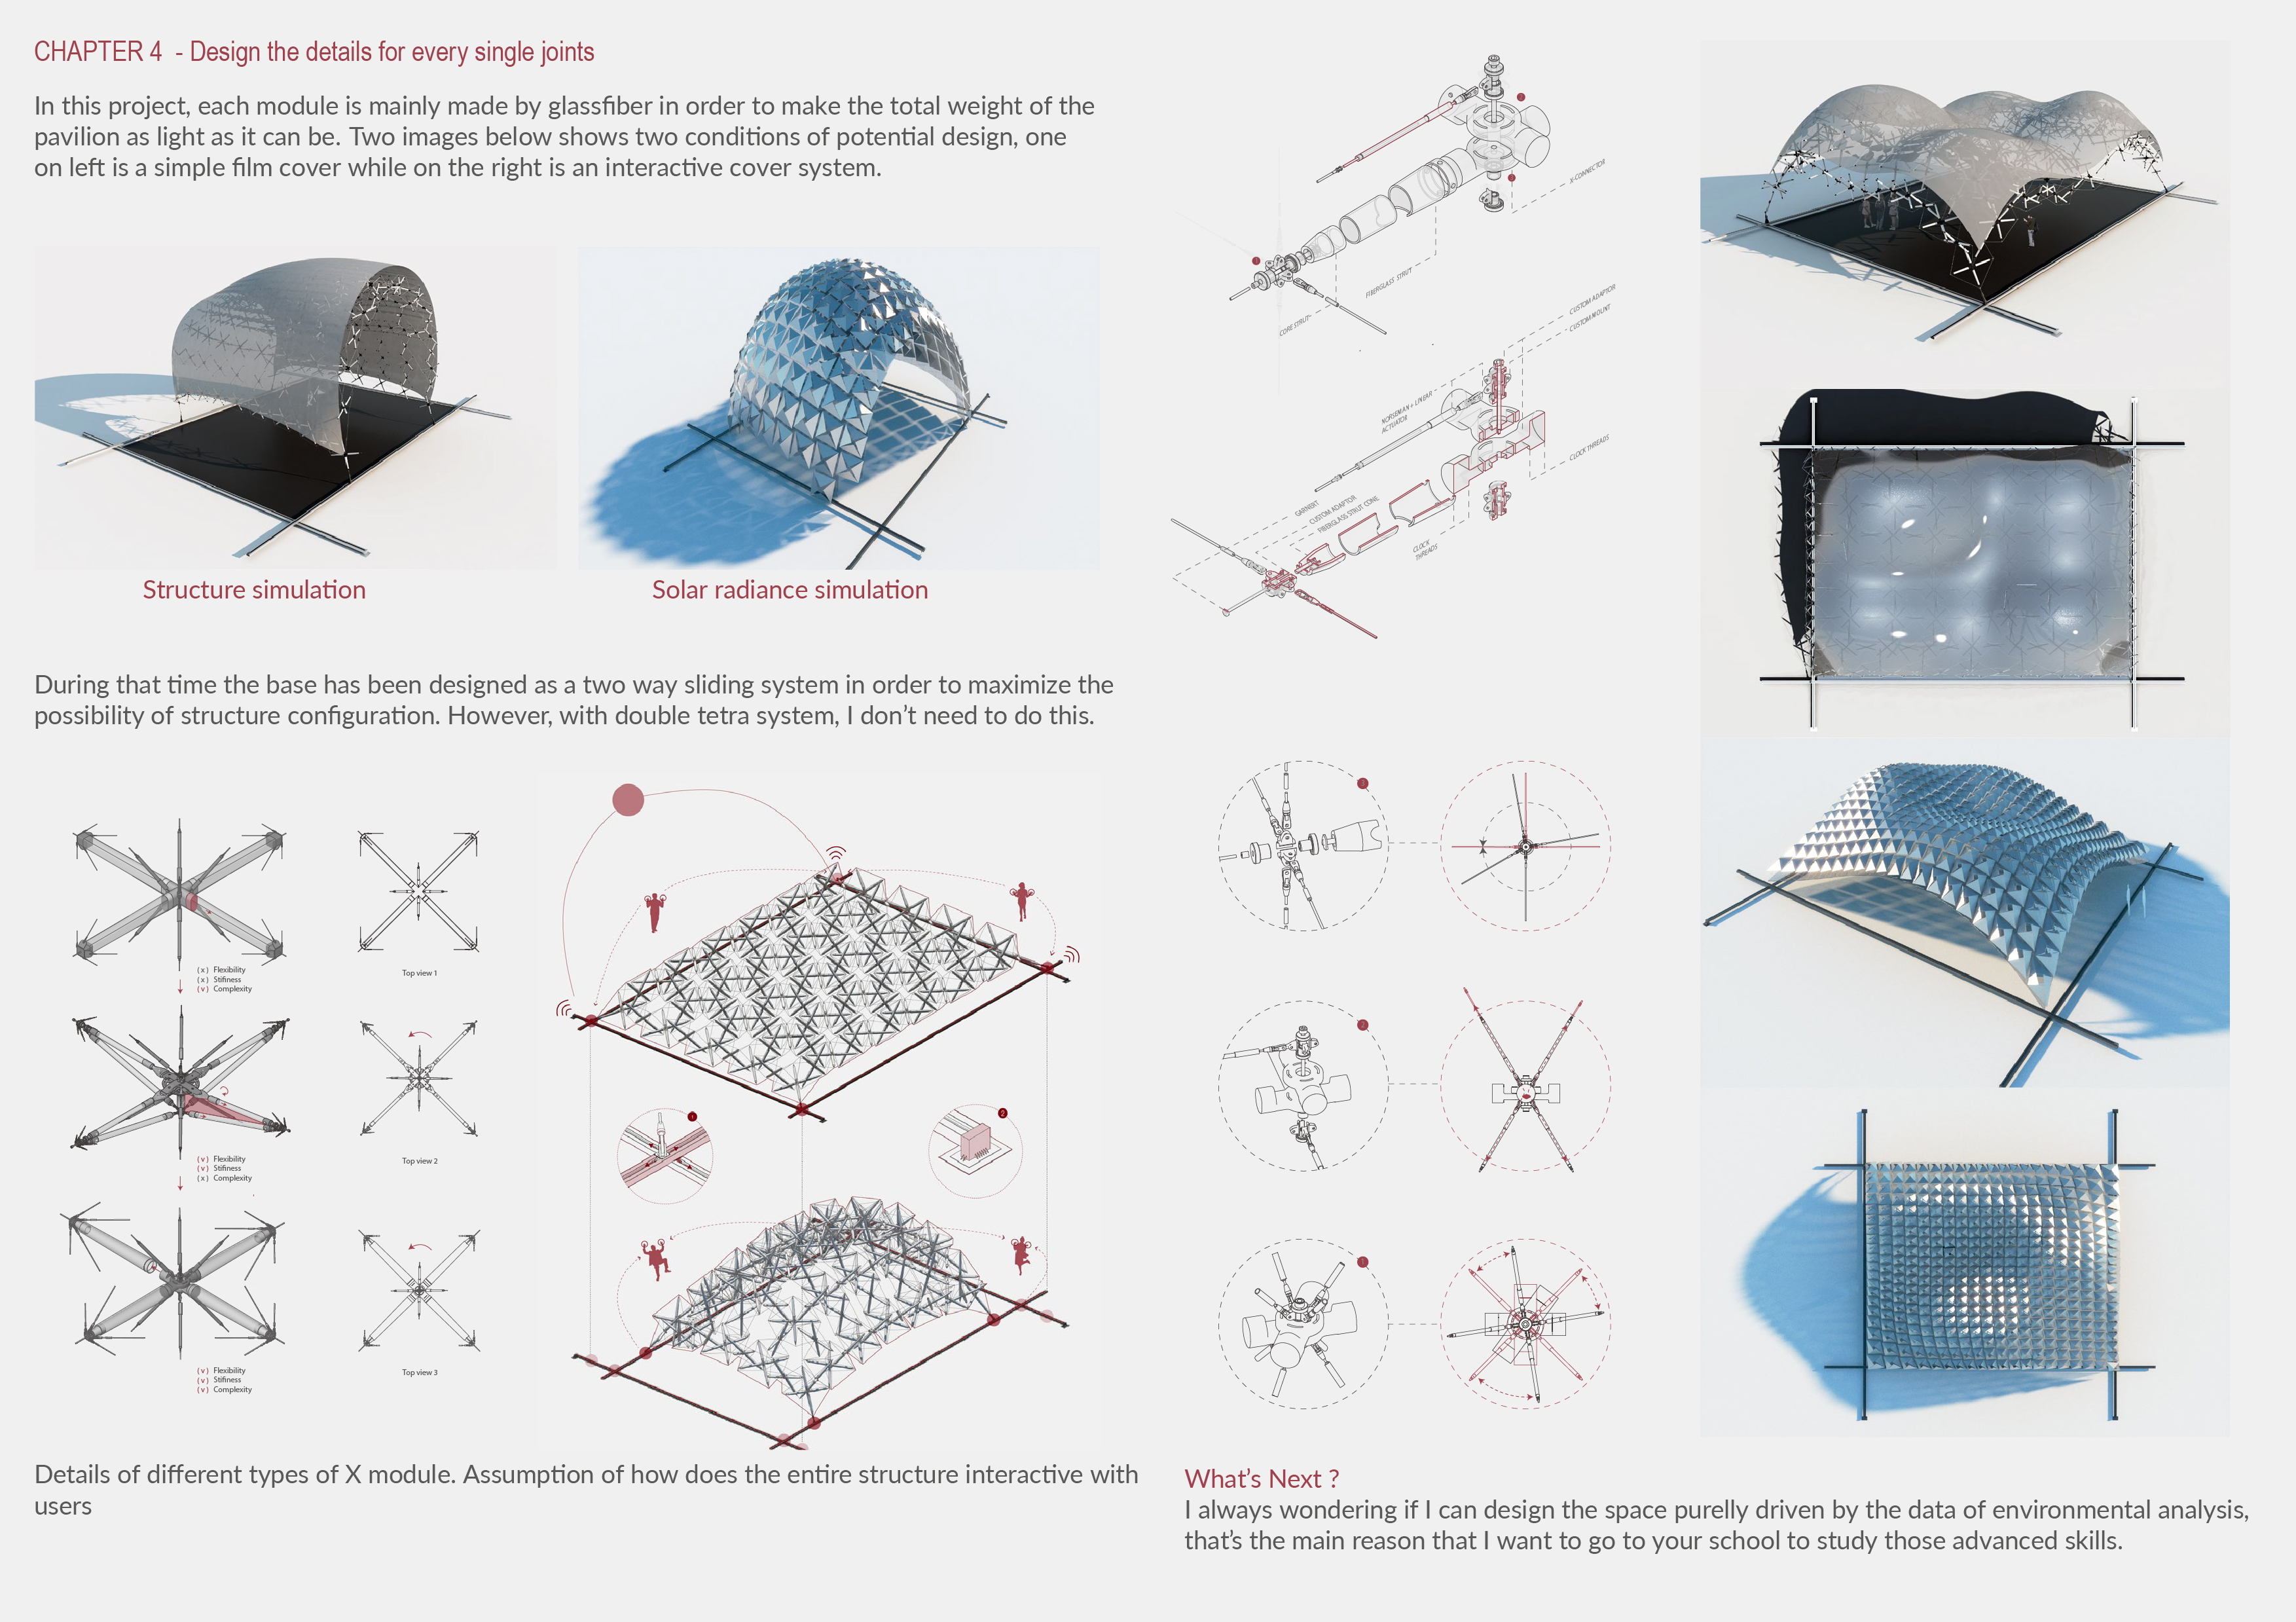 CHAPTER 4  - Design the details for every single joints
In this project, each module is mainly made by glassfiber in order to make the total weight of the
pavilion as light as it can be. Two images below shows two conditions of potential design, one
on left is a simple film cover while on the right is an interactive cover system.
Structure simulation
Solar radiance simulation
During that time the base has been designed as a two way sliding system in order to maximize the
possibility of structure configuration. However, with double tetra system, I don't need to do this.
(x) Flexibility
(x) Stifiness
(v) Complexity
Top view 1
(v) Flexibility
(v) Stifiness
(x) Complexity
Top view 2
(v) Flexibility
(v) Stifiness
(v) Complexity
Top view 3
1
2
Details of different types of X module. Assumption of how does the entire structure interactive with
users
X-CONNECTOR
FIBERGLASS STRUT
CORE STRUT
CUSTOM ADAPTOR
CUSTOM MOUNT
NORSEMAN + LINEAR
ACTUATOR
CLOCK THREADS
GARNERT
CUSTOM ADAPTOR
FIBERGLASS STRUT CONE
CLOCK
THREADS
What's Next ?
I always wondering if I can design the space purelly driven by the data of environmental analysis,
that's the main reason that I want to go to your school to study those advanced skills.